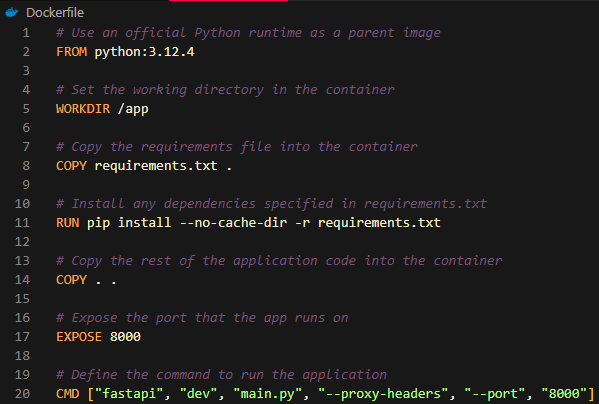 Dockerfile
1 # Use an official Python runtime as a parent image
2 FROM python:3.12.4
3
4 # Set the working directory in the container
5 WORKDIR /app
6
7 # Copy the requirements file into the container
8 COPY requirements.txt .
9
10 # Install any dependencies specified in requirements.txt
11 RUN pip install --no-cache-dir -r requirements.txt
12
13 # Copy the rest of the application code into the container
14 COPY . .
15
16 # Expose the port that the app runs on
17 EXPOSE 8000
18
19 # Define the command to run the application
20 CMD ["fastapi", "dev", "main.py", "--proxy-headers", "--port", "8000"]